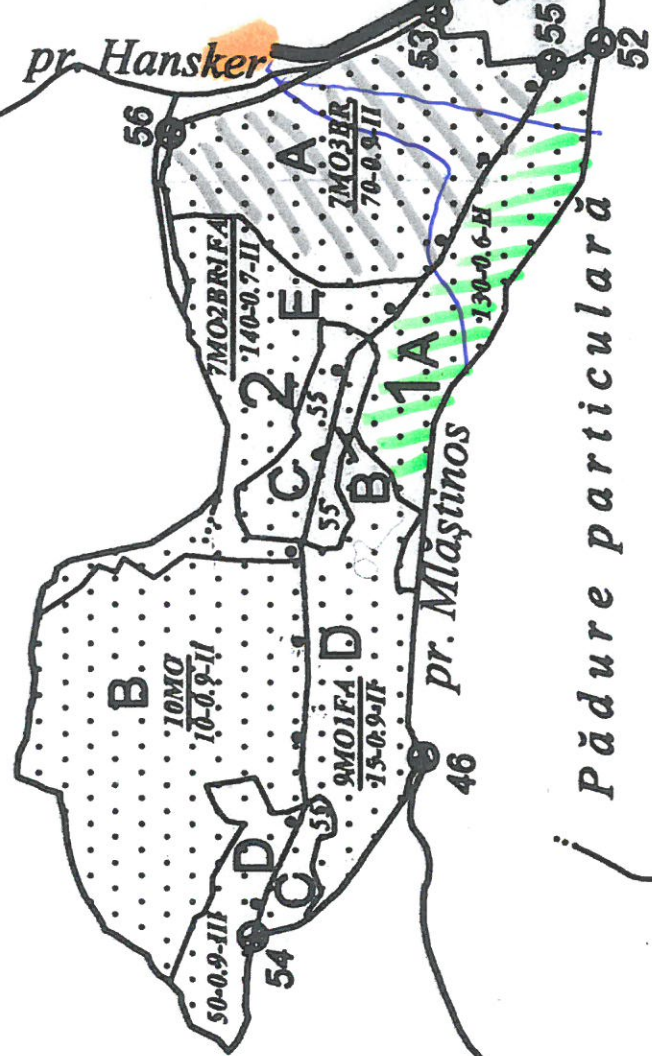 pr. Hansker
53
55
52
56
A
7MO3BR
70-0.9-II
7MO2BR1FA
140-0.7-II
E
2
130-0.6-II
1A
C
55
55
B
pr. Mlăștinos
B
10MO
10-0.9-II
D
9MO1FA
15-0.9-II
D
C
55
50-0.9-III
54
46
Pădure particulară